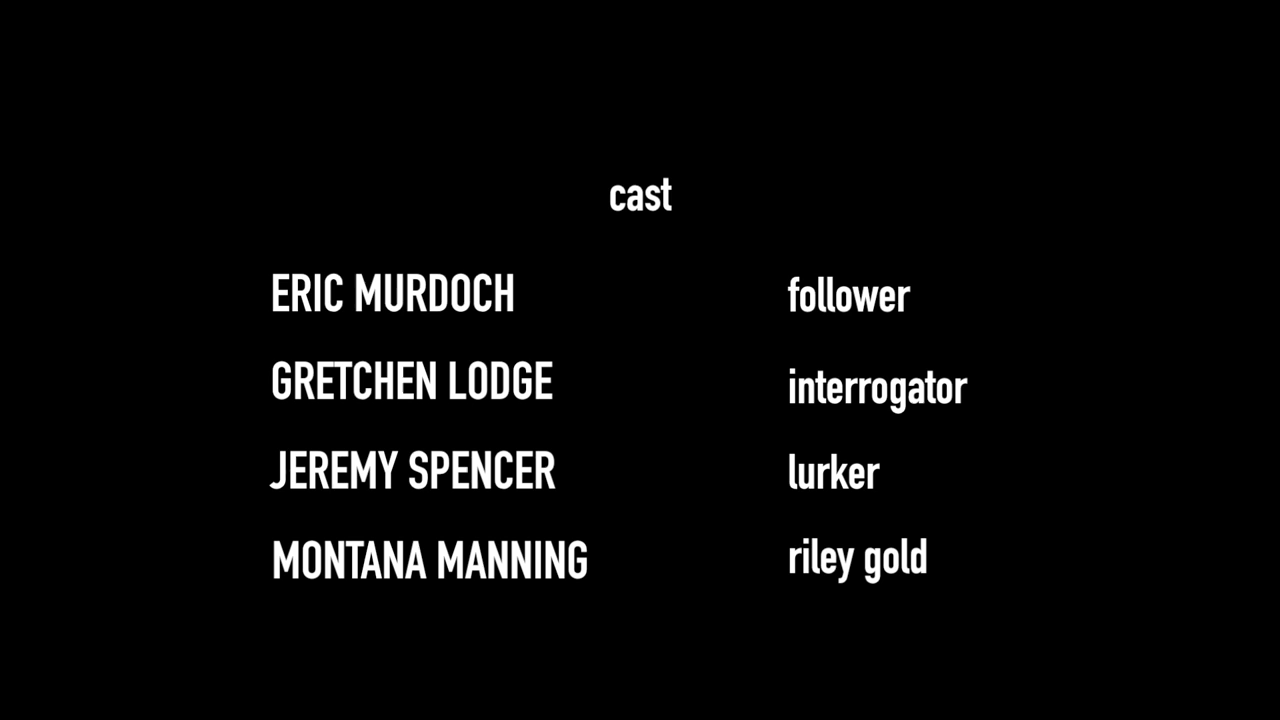 cast
ERIC MURDOCH follower
GRETCHEN LODGE interrogator
JEREMY SPENCER lurker
MONTANA MANNING riley gold